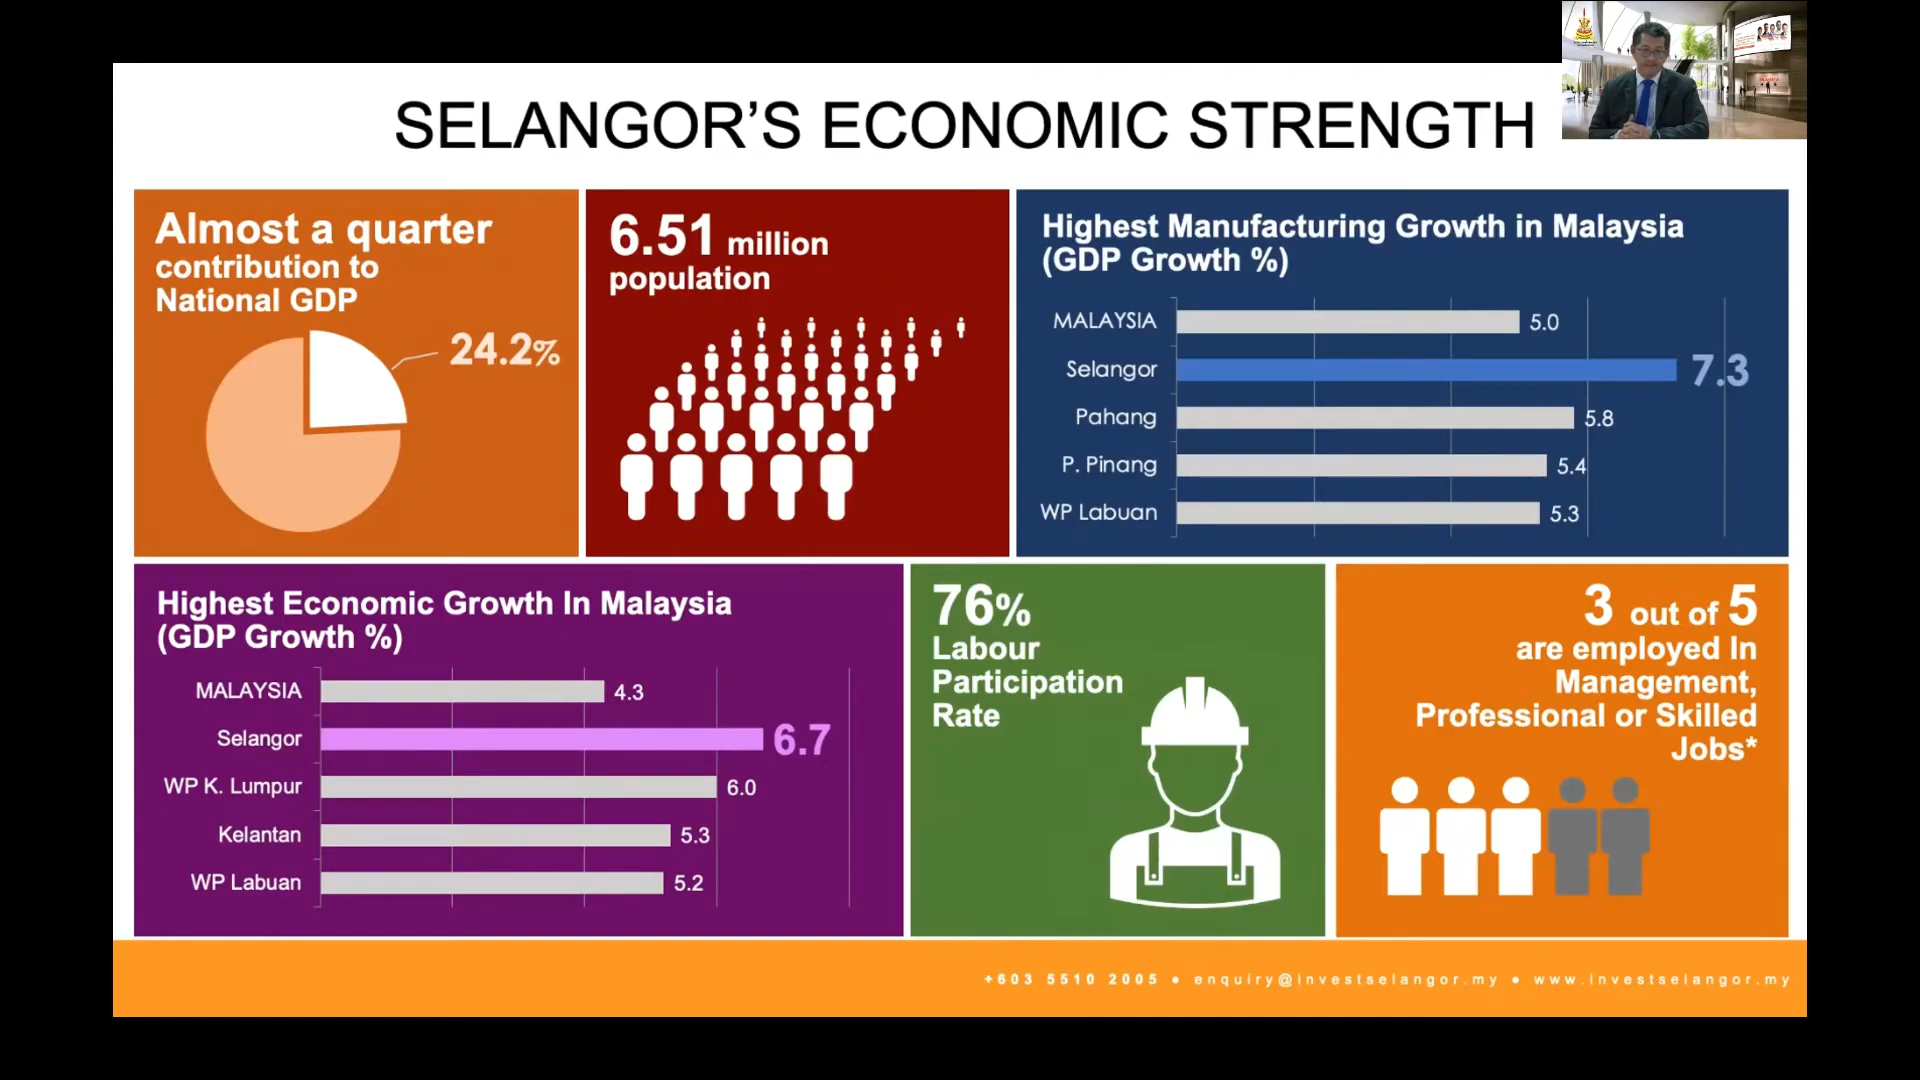 SELANGOR’S ECONOMIC STRENGTH
Almost a quarter
contribution to
National GDP
24.2%
6.51 million
population
Highest Manufacturing Growth in Malaysia
(GDP Growth %)
MALAYSIA 5.0
Selangor 7.3
Pahang 5.8
P. Pinang 5.4
WP Labuan 5.3
Highest Economic Growth In Malaysia
(GDP Growth %)
MALAYSIA 4.3
Selangor 6.7
WP K. Lumpur 6.0
Kelantan 5.3
WP Labuan 5.2
76%
Labour
Participation
Rate
3 out of 5
are employed In
Management,
Professional or Skilled
Jobs*
+603 5510 2005 • enquiry@investselangor.my • www.investselangor.my